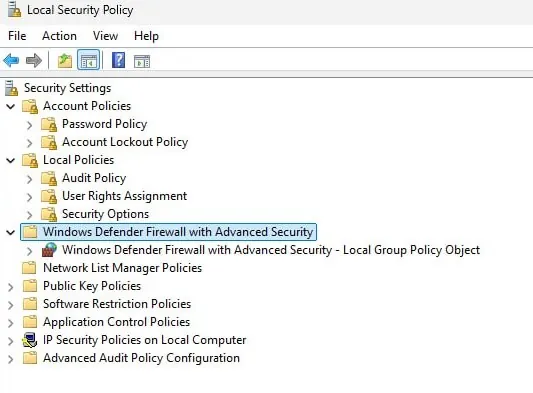 Local Security Policy
File Action View Help
Security Settings
Account Policies
Password Policy
Account Lockout Policy
Local Policies
Audit Policy
User Rights Assignment
Security Options
Windows Defender Firewall with Advanced Security
Windows Defender Firewall with Advanced Security - Local Group Policy Object
Network List Manager Policies
Public Key Policies
Software Restriction Policies
Application Control Policies
IP Security Policies on Local Computer
Advanced Audit Policy Configuration